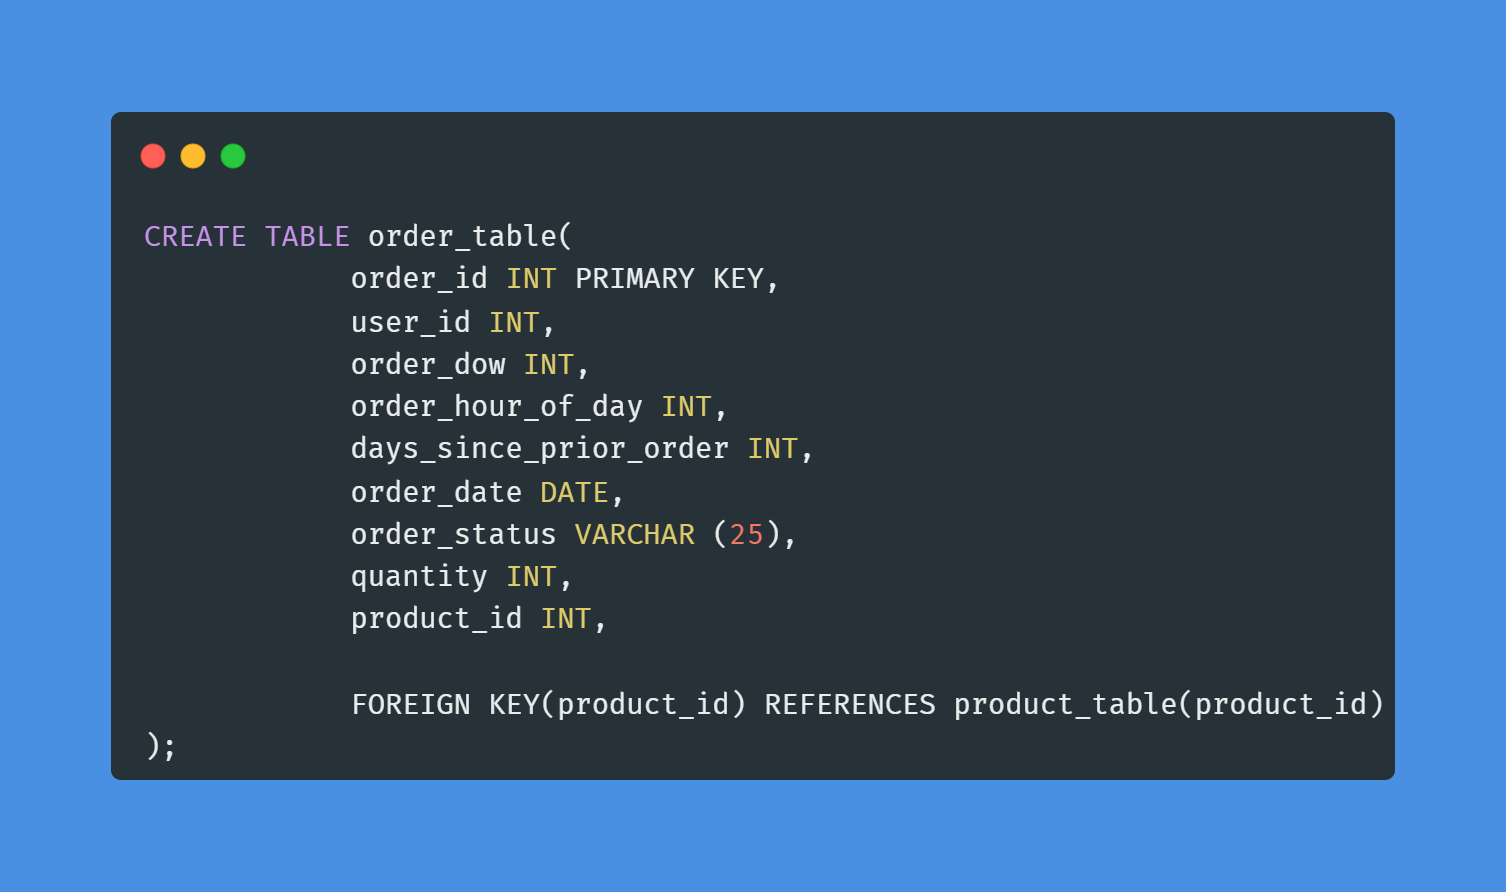 CREATE TABLE order_table(
order_id INT PRIMARY KEY,
user_id INT,
order_dow INT,
order_hour_of_day INT,
days_since_prior_order INT,
order_date DATE,
order_status VARCHAR (25),
quantity INT,
product_id INT,
FOREIGN KEY(product_id) REFERENCES product_table(product_id)
);